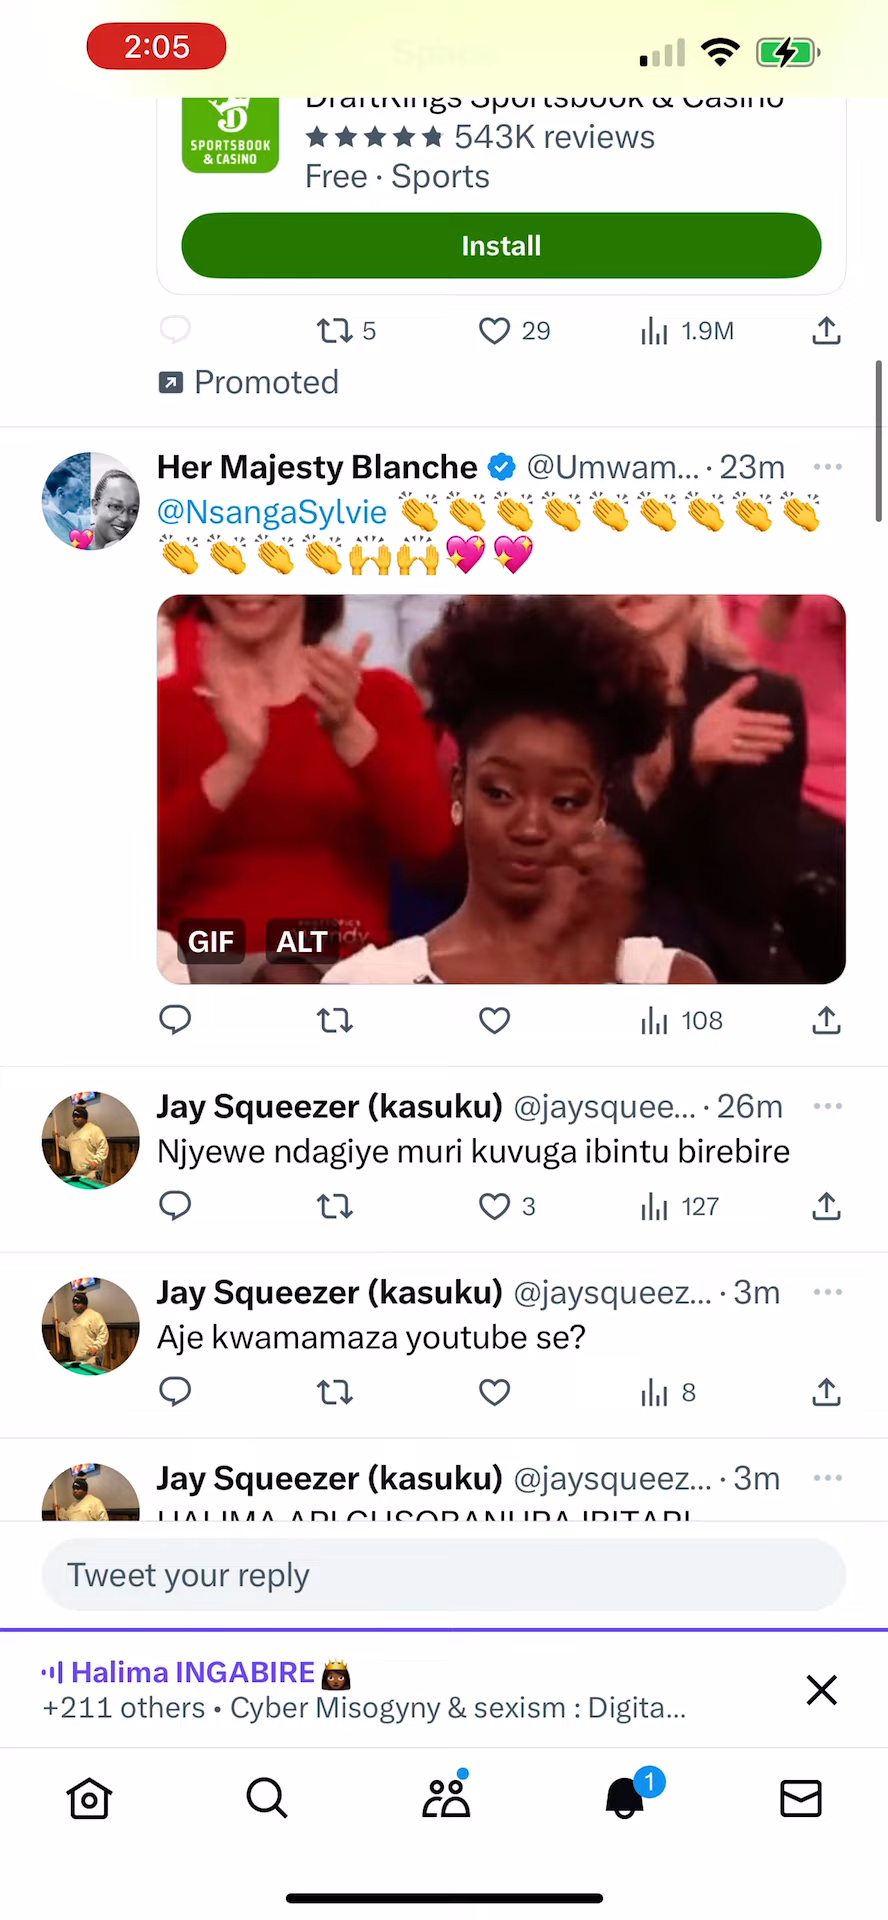 2:05
DraftKings Sportsbook & Casino
SPORTSBOOK
& CASINO
543K reviews
Free · Sports
Install
5 29 1.9M
Promoted
Her Majesty Blanche @Umwam... · 23m
@NsangaSylvie 👏👏👏👏👏👏👏👏👏
👏👏👏👏🙌🙌💖💖
GIF ALT
108
Jay Squeezer (kasuku) @jaysquee... · 26m
Njyewe ndagiye muri kuvuga ibintu birebire
3 127
Jay Squeezer (kasuku) @jaysqueez... · 3m
Aje kwamamaza youtube se?
8
Jay Squeezer (kasuku) @jaysqueez... · 3m
Tweet your reply
Halima INGABIRE 👸🏿
+211 others • Cyber Misogyny & sexism : Digita...
1